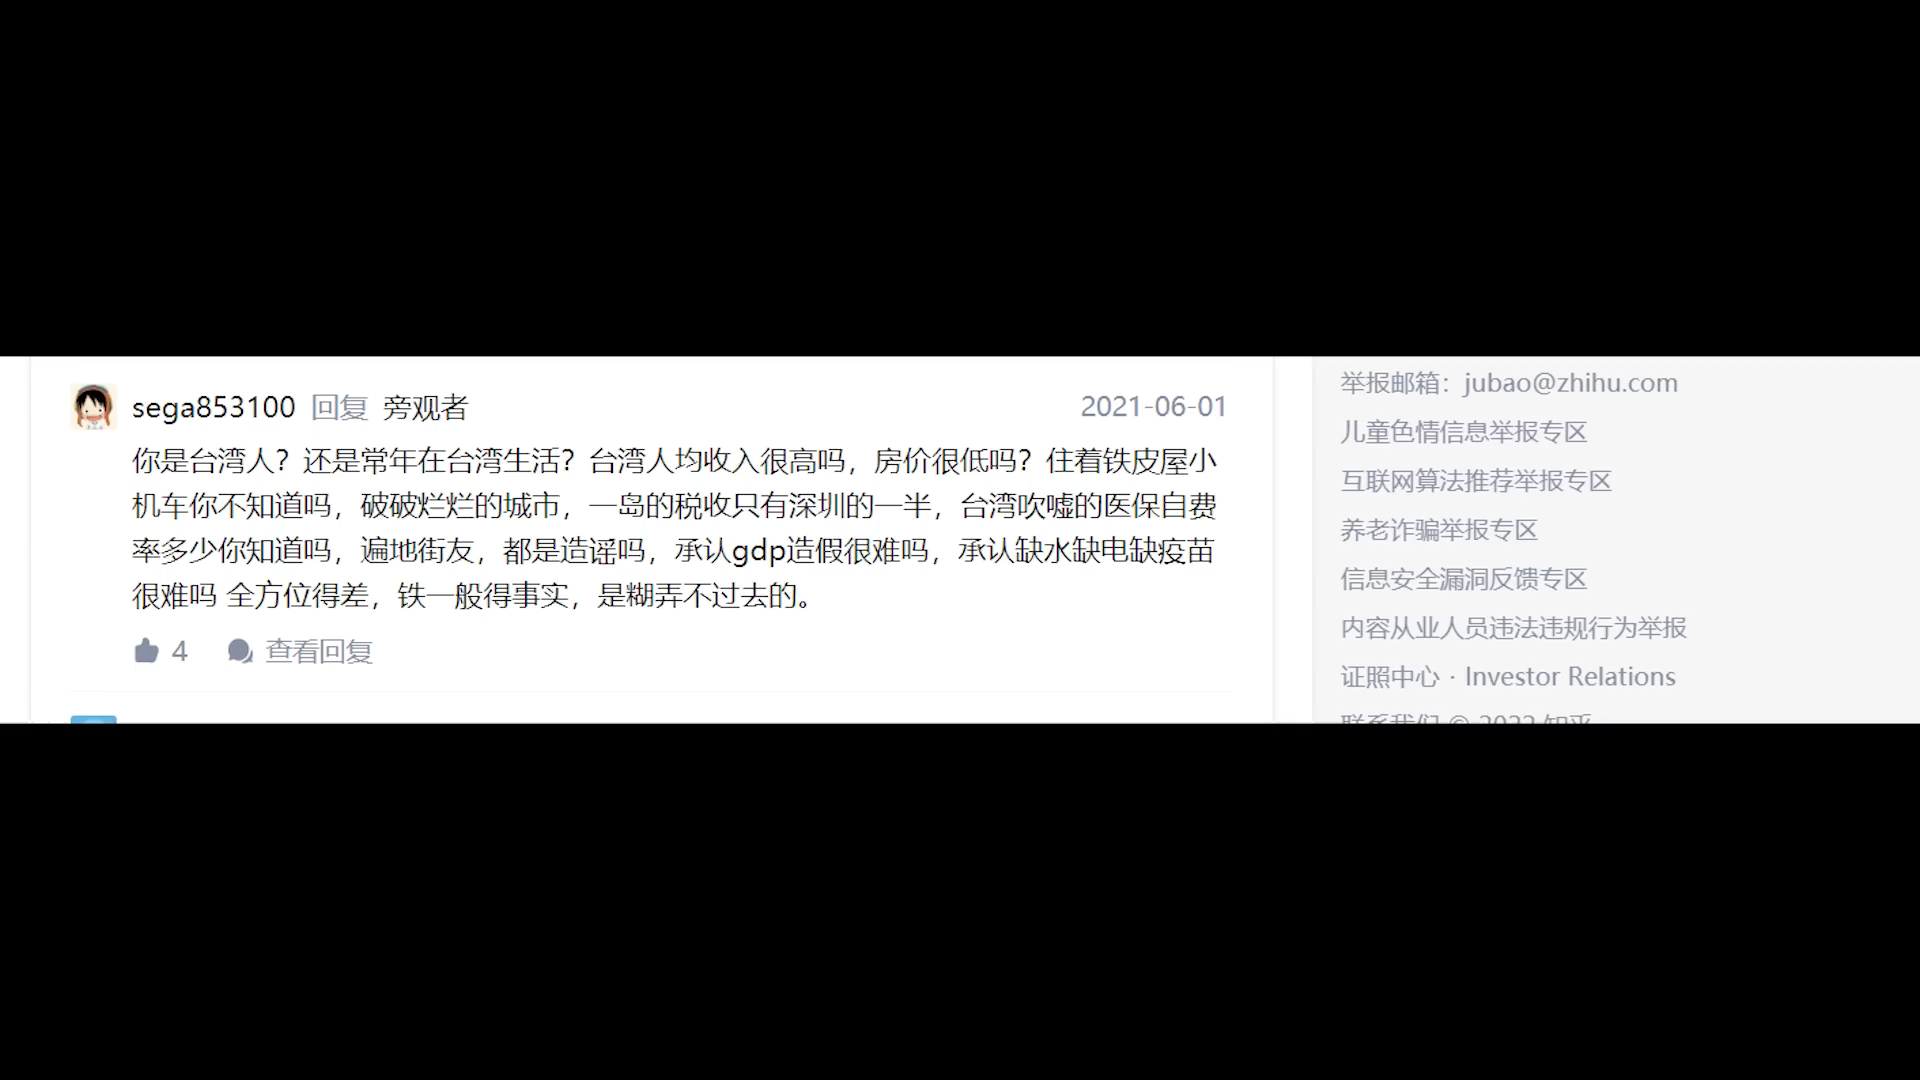 sega853100 回复 旁观者 2021-06-01
你是台湾人？还是常年在台湾生活？台湾人均收入很高吗，房价很低吗？住着铁皮屋小
机车你不知道吗，破破烂烂的城市，一岛的税收只有深圳的一半，台湾吹嘘的医保自费
率多少你知道吗，遍地街友，都是造谣吗，承认gdp造假很难吗，承认缺水缺电缺疫苗
很难吗 全方位得差，铁一般得事实，是糊弄不过去的。
4 查看回复
举报邮箱：jubao@zhihu.com
儿童色情信息举报专区
互联网算法推荐举报专区
养老诈骗举报专区
信息安全漏洞反馈专区
内容从业人员违法违规行为举报
证照中心 · Investor Relations
联系我们 © 2022 知乎